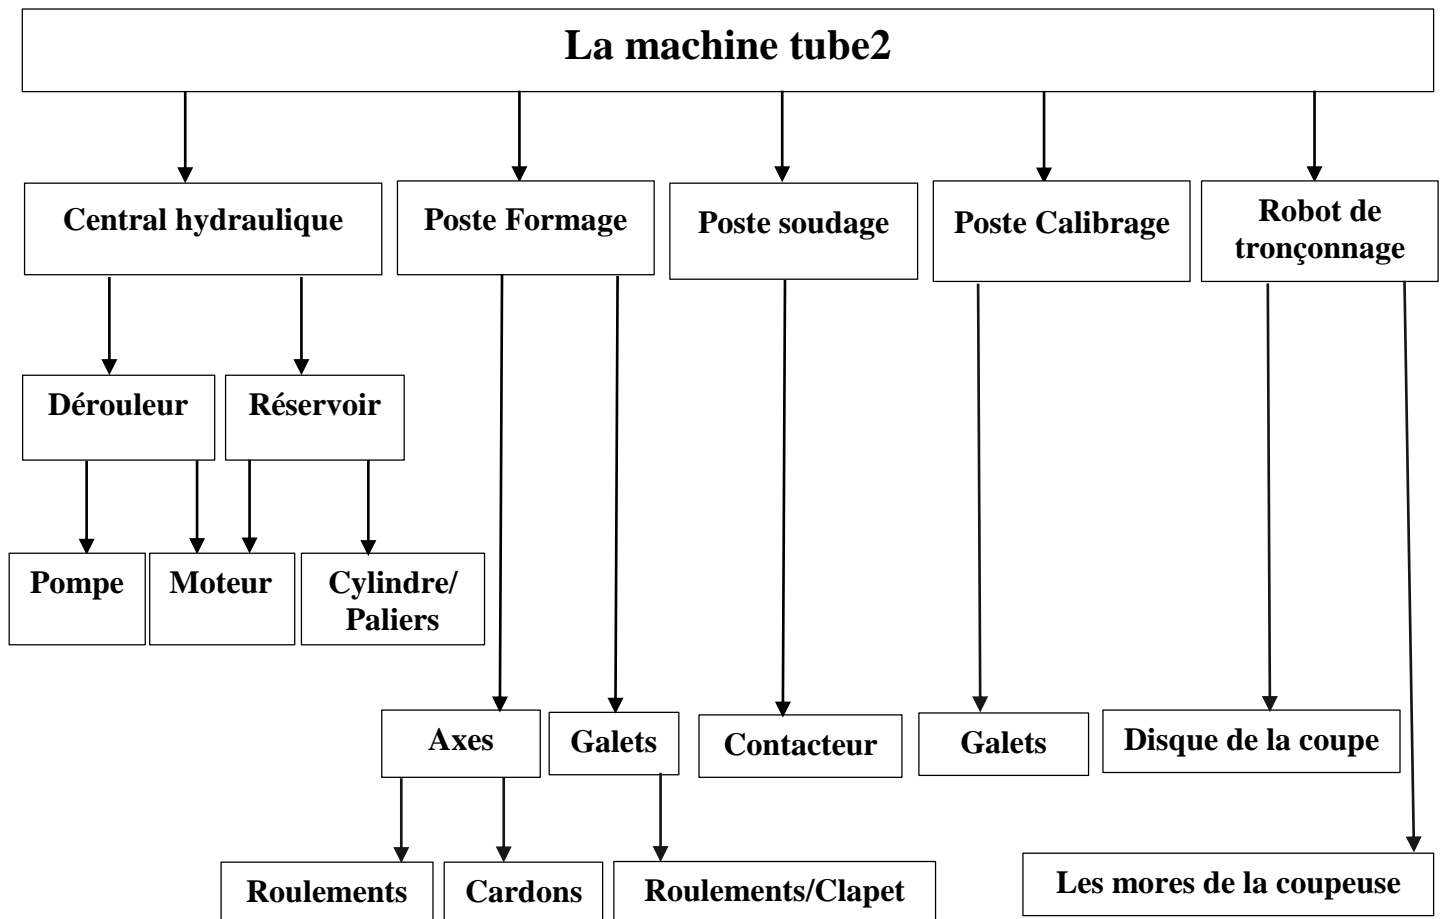 La machine tube2
Central hydraulique
Poste Formage
Poste soudage
Poste Calibrage
Robot de
tronçonnage
Dérouleur
Réservoir
Pompe
Moteur
Cylindre/
Paliers
Axes
Galets
Contacteur
Galets
Disque de la coupe
Roulements
Cardons
Roulements/Clapet
Les mores de la coupeuse